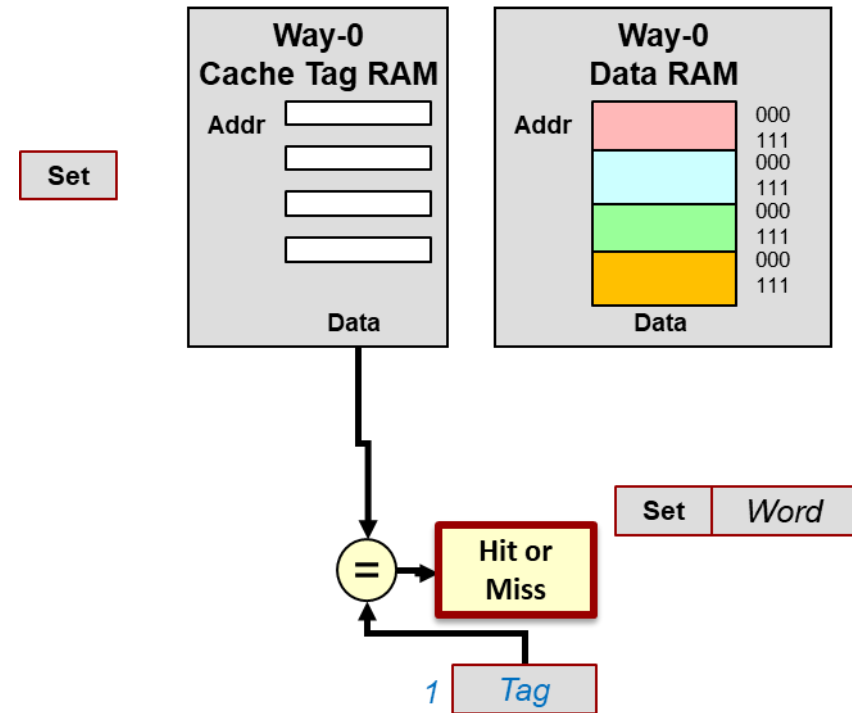 Way-0
Cache Tag RAM
Addr
Data
Way-0
Data RAM
Addr
000
111
000
111
000
111
000
111
Data
Set
Set Word
=
Hit or
Miss
1 Tag